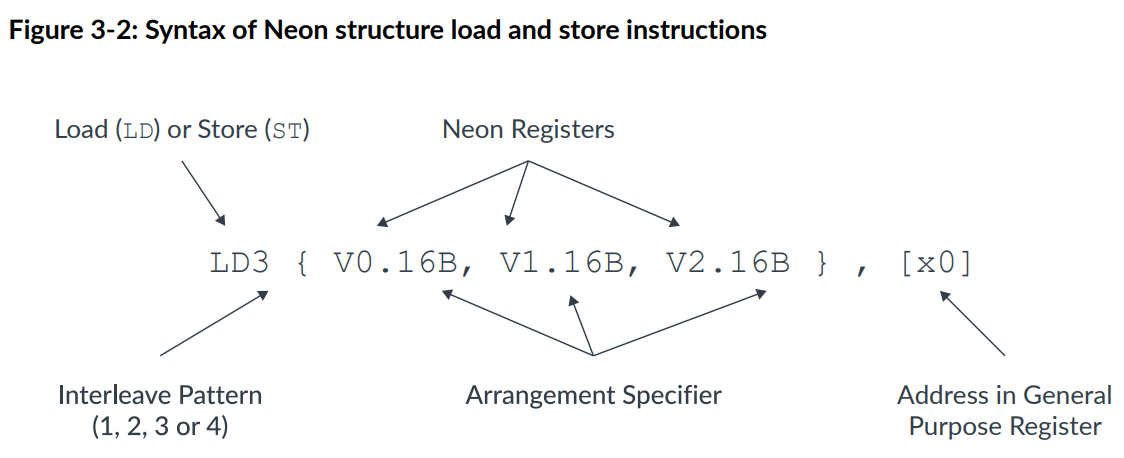 Figure 3-2: Syntax of Neon structure load and store instructions
Load (LD) or Store (ST)
Neon Registers
LD3 { V0.16B, V1.16B, V2.16B } , [x0]
Interleave Pattern
(1, 2, 3 or 4)
Arrangement Specifier
Address in General
Purpose Register